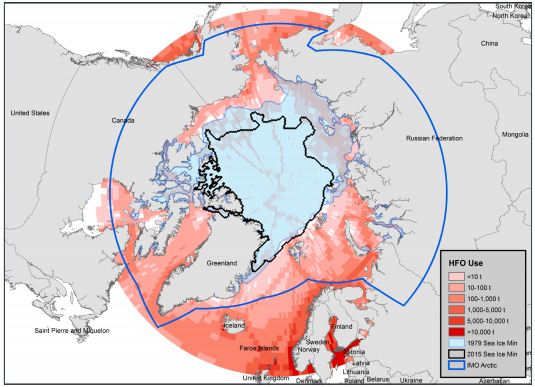 South Kore
North Korea
China
United States
Canada
Russian Federation
Mongolia
Greenland
HFO Use
<10 t
10-100 t
100-1,000 t
1,000-5,000 t
5,000-10,000 t
>10,000 t
1979 Sea Ice Min
2015 Sea Ice Min
IMO Arctic
Saint Pierre and Miquelon
Iceland
Finland
Sweden
Norway
Faroe Islands
Estonia
Latvia
Lithuania
United Kingdom
Denmark
Poland
Belarus
Ukraine
Azerbaijan